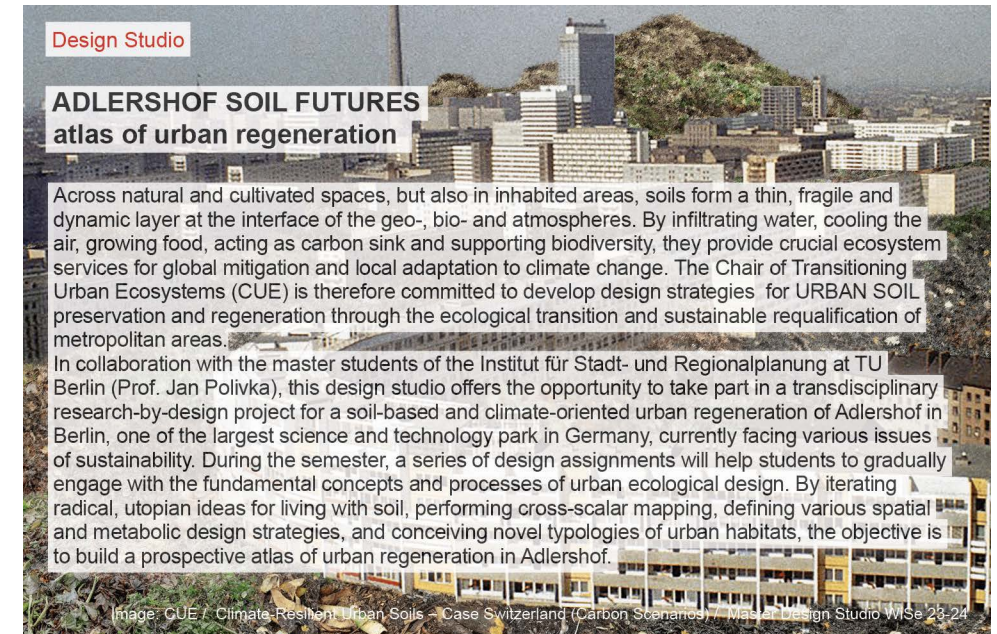 Design Studio
ADLERSHOF SOIL FUTURES
atlas of urban regeneration
Across natural and cultivated spaces, but also in inhabited areas, soils form a thin, fragile and
dynamic layer at the interface of the geo-, bio- and atmospheres. By infiltrating water, cooling the
air, growing food, acting as carbon sink and supporting biodiversity, they provide crucial ecosystem
services for global mitigation and local adaptation to climate change. The Chair of Transitioning
Urban Ecosystems (CUE) is therefore committed to develop design strategies for URBAN SOIL
preservation and regeneration through the ecological transition and sustainable requalification of
metropolitan areas.
In collaboration with the master students of the Institut für Stadt- und Regionalplanung at TU
Berlin (Prof. Jan Polivka), this design studio offers the opportunity to take part in a transdisciplinary
research-by-design project for a soil-based and climate-oriented urban regeneration of Adlershof in
Berlin, one of the largest science and technology park in Germany, currently facing various issues
of sustainability. During the semester, a series of design assignments will help students to gradually
engage with the fundamental concepts and processes of urban ecological design. By iterating
radical, utopian ideas for living with soil, performing cross-scalar mapping, defining various spatial
and metabolic design strategies, and conceiving novel typologies of urban habitats, the objective is
to build a prospective atlas of urban regeneration in Adlershof.
Image: CUE / Climate-Resilient Urban Soils – Case Switzerland (Carbon Scenarios) / Master Design Studio WiSe 23-24